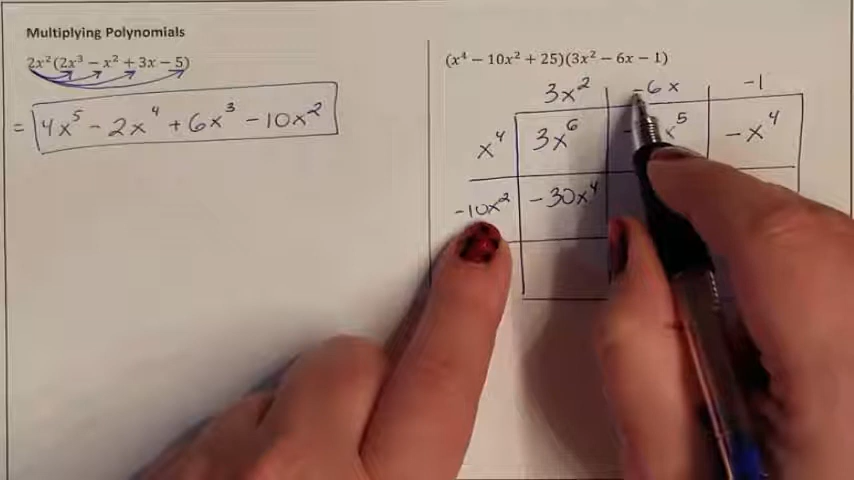 Multiplying Polynomials
2x²(2x³ − x² + 3x − 5)
= 4x⁵ - 2x⁴ + 6x³ - 10x²
(x⁴ − 10x² + 25)(3x² − 6x − 1)
3x² -6x -1
x⁴ 3x⁶ x⁵ -x⁴
-10x² -30x⁴